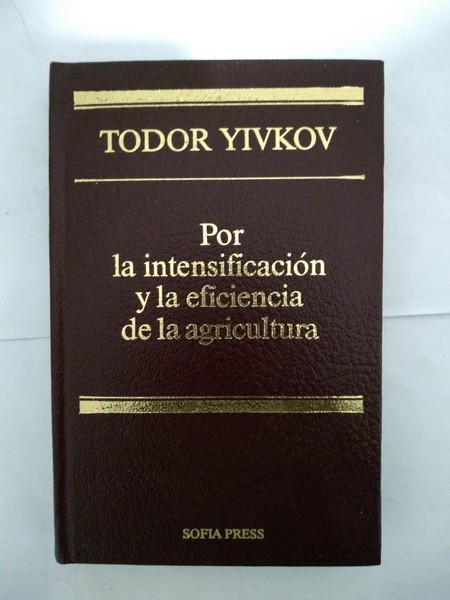 TODOR YIVKOV
Por
la intensificación
y la eficiencia
de la agricultura
SOFIA PRESS